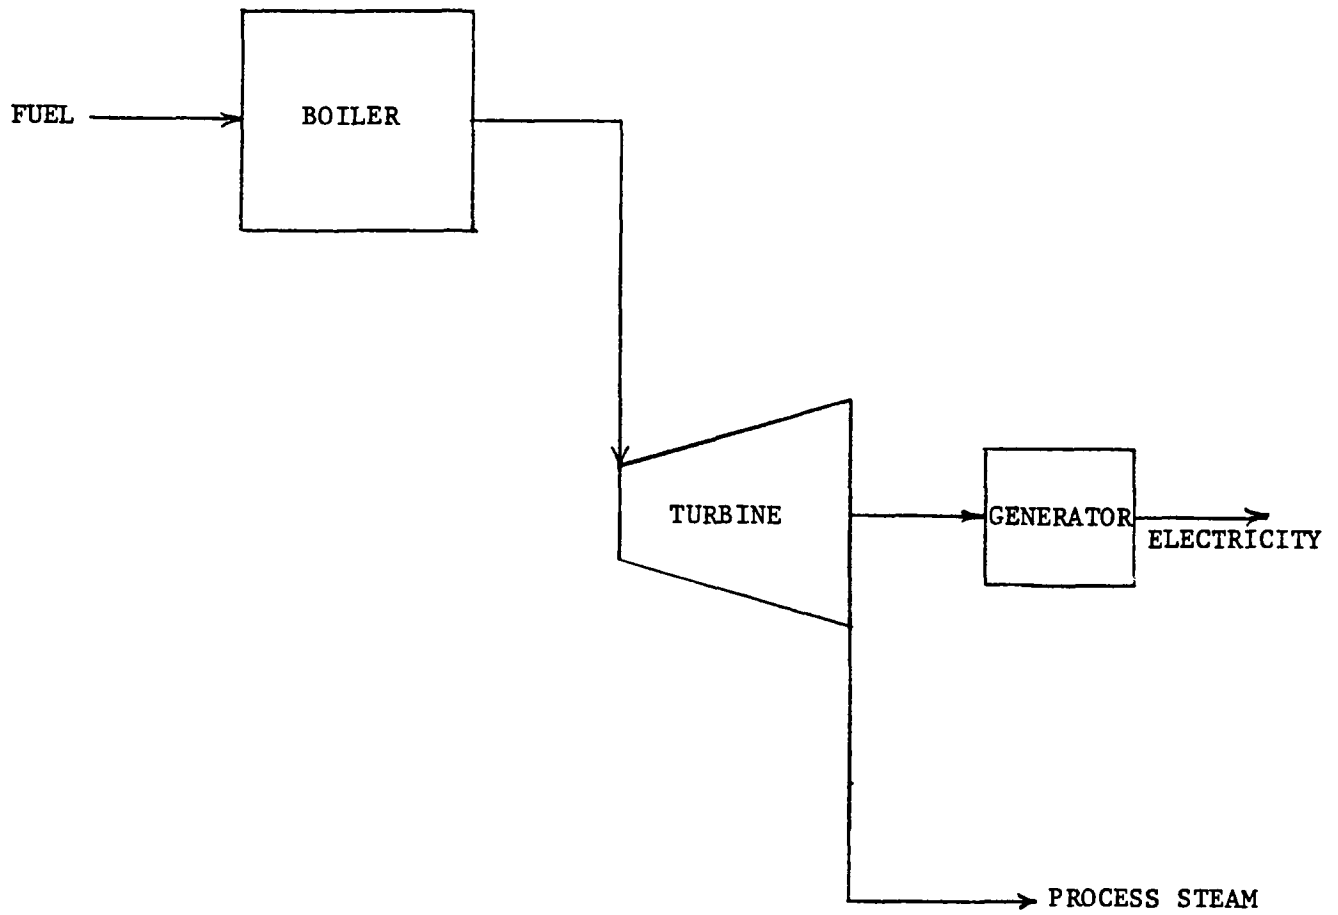 FUEL
BOILER
TURBINE
GENERATOR
ELECTRICITY
PROCESS STEAM